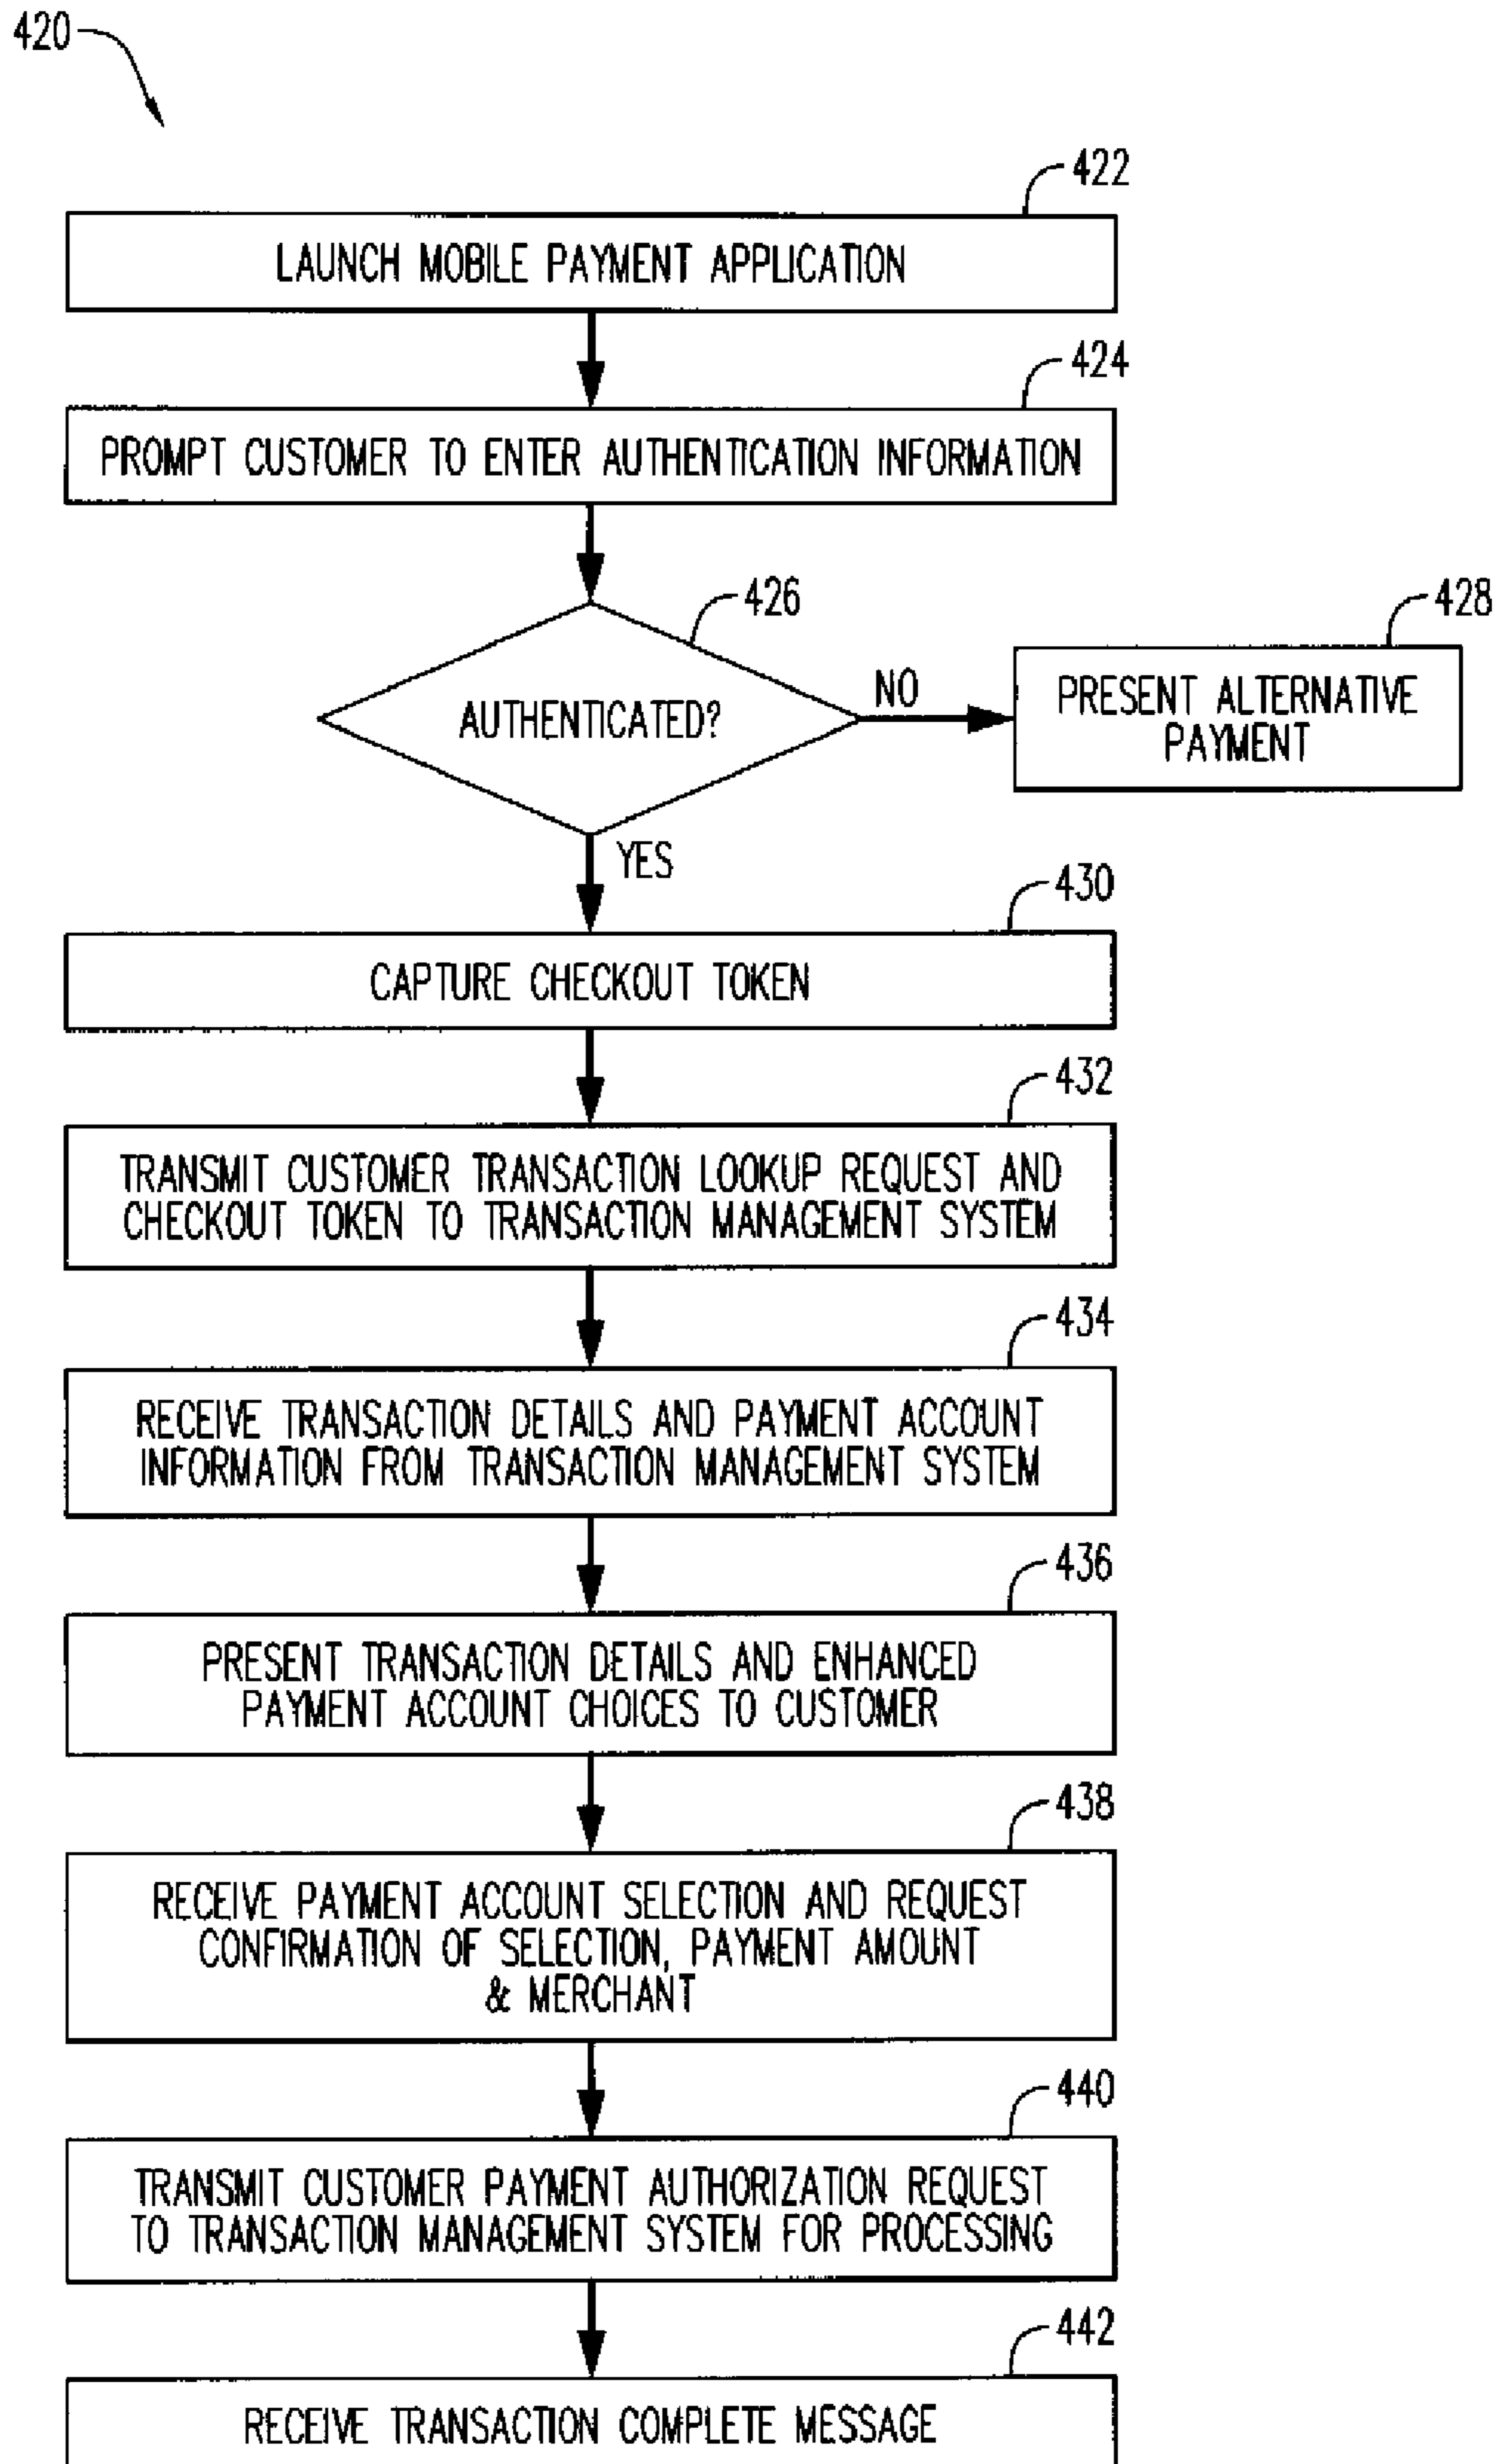 420
422
LAUNCH MOBILE PAYMENT APPLICATION
424
PROMPT CUSTOMER TO ENTER AUTHENTICATION INFORMATION
426
AUTHENTICATED?
NO
428
PRESENT ALTERNATIVE
PAYMENT
YES
430
CAPTURE CHECKOUT TOKEN
432
TRANSMIT CUSTOMER TRANSACTION LOOKUP REQUEST AND
CHECKOUT TOKEN TO TRANSACTION MANAGEMENT SYSTEM
434
RECEIVE TRANSACTION DETAILS AND PAYMENT ACCOUNT
INFORMATION FROM TRANSACTION MANAGEMENT SYSTEM
436
PRESENT TRANSACTION DETAILS AND ENHANCED
PAYMENT ACCOUNT CHOICES TO CUSTOMER
438
RECEIVE PAYMENT ACCOUNT SELECTION AND REQUEST
CONFIRMATION OF SELECTION, PAYMENT AMOUNT
& MERCHANT
440
TRANSMIT CUSTOMER PAYMENT AUTHORIZATION REQUEST
TO TRANSACTION MANAGEMENT SYSTEM FOR PROCESSING
442
RECEIVE TRANSACTION COMPLETE MESSAGE